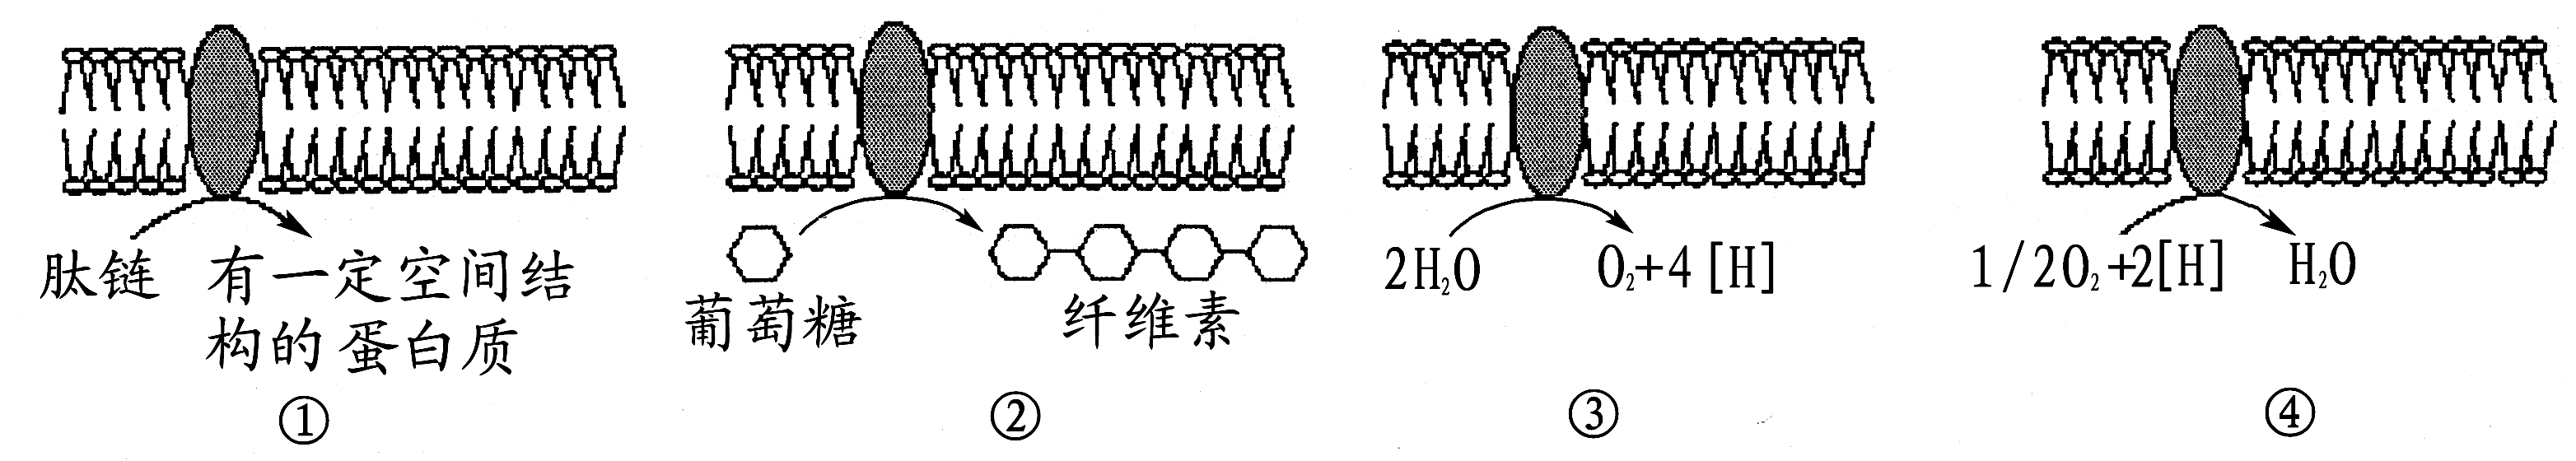 肽链 有一定空间结
构的蛋白质
①
葡萄糖 纤维素
②
2H₂O O₂+4[H]
③
1/2O₂+2[H] H₂O
④